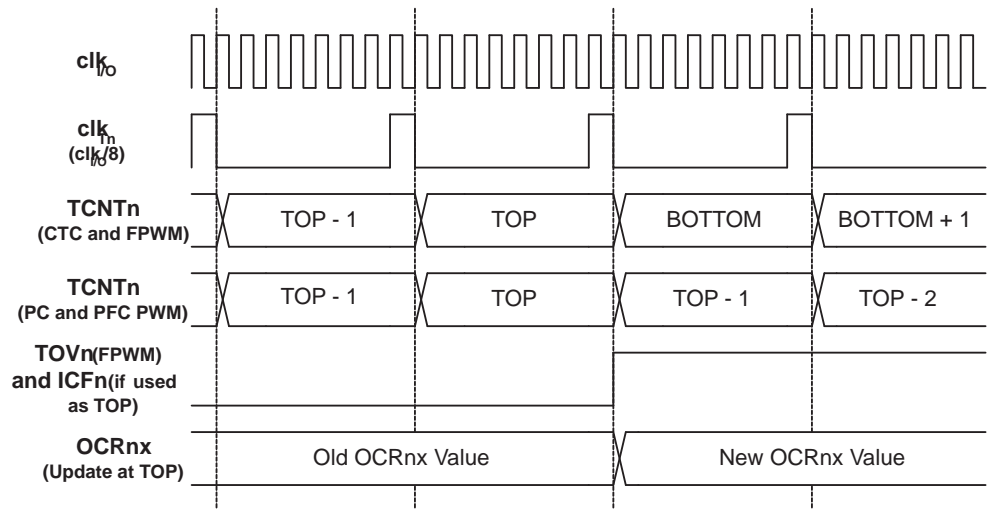 clkI/O
clkTn
(clkI/O/8)
TCNTn
(CTC and FPWM)
TOP - 1
TOP
BOTTOM
BOTTOM + 1
TCNTn
(PC and PFC PWM)
TOP - 1
TOP
TOP - 1
TOP - 2
TOVn(FPWM)
and ICFn(if used
as TOP)
OCRnx
(Update at TOP)
Old OCRnx Value
New OCRnx Value